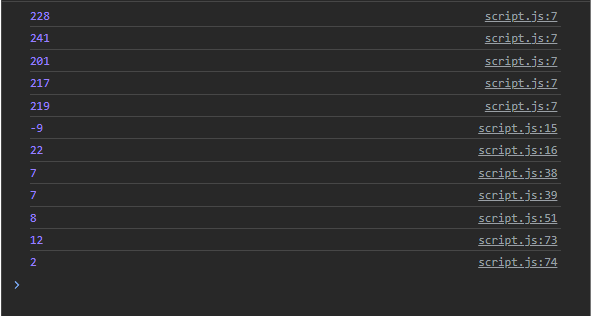 228 script.js:7
241 script.js:7
201 script.js:7
217 script.js:7
219 script.js:7
-9 script.js:15
22 script.js:16
7 script.js:38
7 script.js:39
8 script.js:51
12 script.js:73
2 script.js:74
>